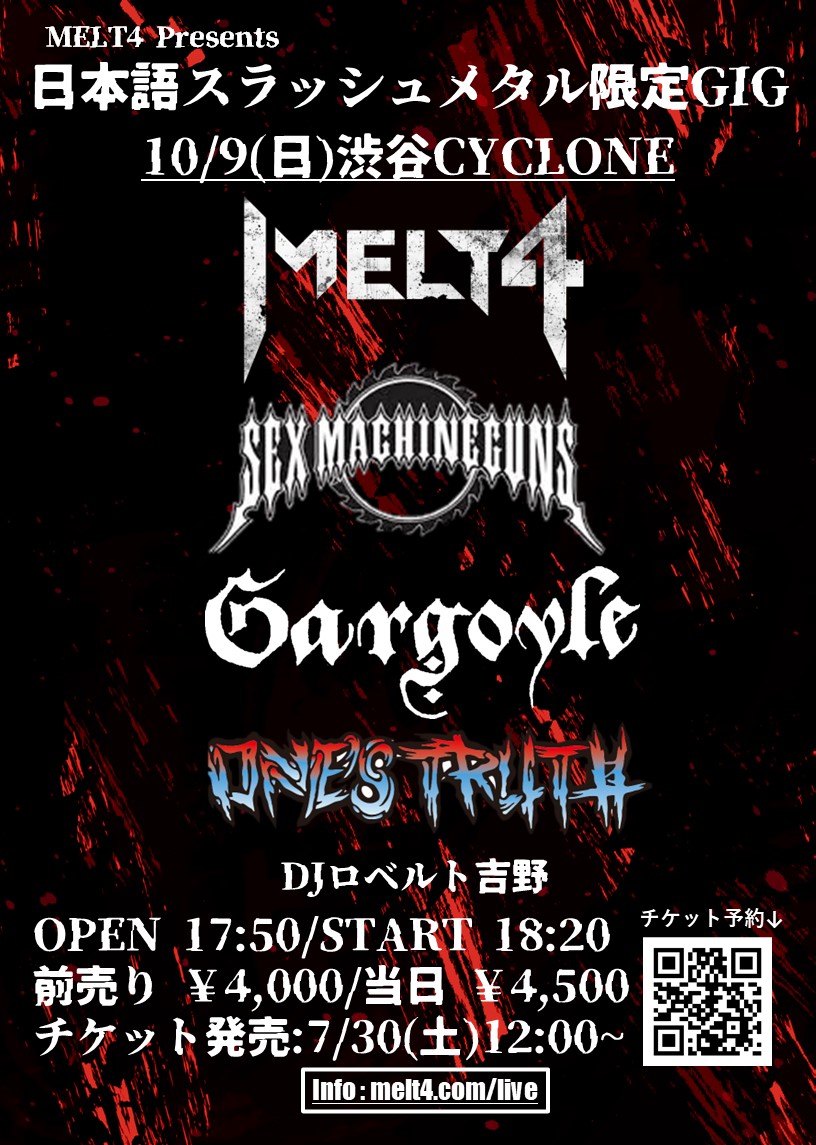 MELT4 Presents
日本語スラッシュメタル限定GIG
10/9(日)渋谷CYCLONE
MELT4
SEX MACHINEGUNS
Gargoyle
ONE'S TRUTH
DJロベルト吉野
OPEN 17:50/START 18:20
チケット予約↓
前売り ￥4,000/当日 ￥4,500
チケット発売:7/30(土)12:00~
Info : melt4.com/live